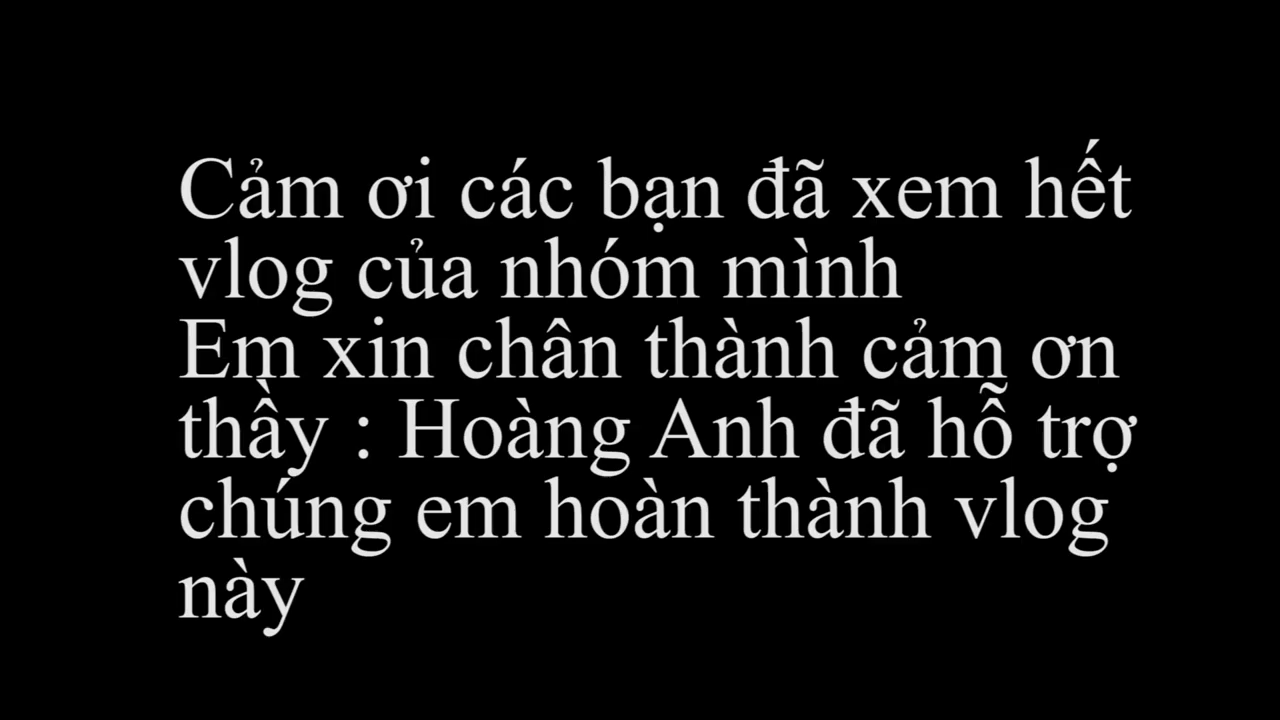 Cảm ơi các bạn đã xem hết
vlog của nhóm mình
Em xin chân thành cảm ơn
thầy : Hoàng Anh đã hỗ trợ
chúng em hoàn thành vlog
này